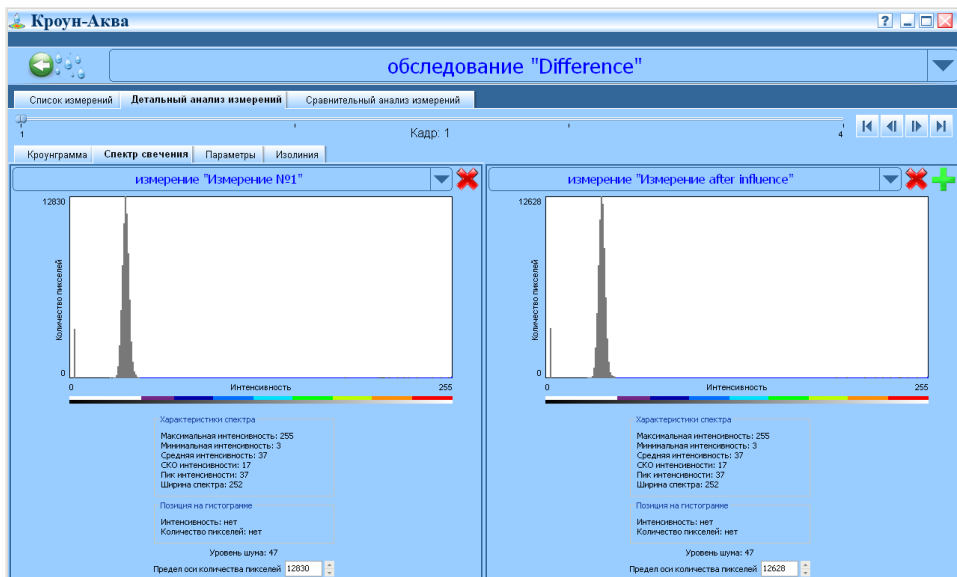 Кроун-Аква
обследование "Difference"
Список измерений Детальный анализ измерений Сравнительный анализ измерений
1 Кадр: 1 4
Кроунграмма Спектр свечения Параметры Изолиния
измерение "Измерение №1"
12830
Количество пикселей
0
0 Интенсивность 255
Характеристики спектра
Максимальная интенсивность: 255
Минимальная интенсивность: 3
Средняя интенсивность: 37
СКО интенсивности: 17
Пик интенсивности: 37
Ширина спектра: 252
Позиция на гистограмме
Интенсивность: нет
Количество пикселей: нет
Уровень шума: 47
Предел оси количества пикселей 12830
измерение "Измерение after influence"
12628
Количество пикселей
0
0 Интенсивность 255
Характеристики спектра
Максимальная интенсивность: 255
Минимальная интенсивность: 3
Средняя интенсивность: 37
СКО интенсивности: 17
Пик интенсивности: 37
Ширина спектра: 252
Позиция на гистограмме
Интенсивность: нет
Количество пикселей: нет
Уровень шума: 47
Предел оси количества пикселей 12628